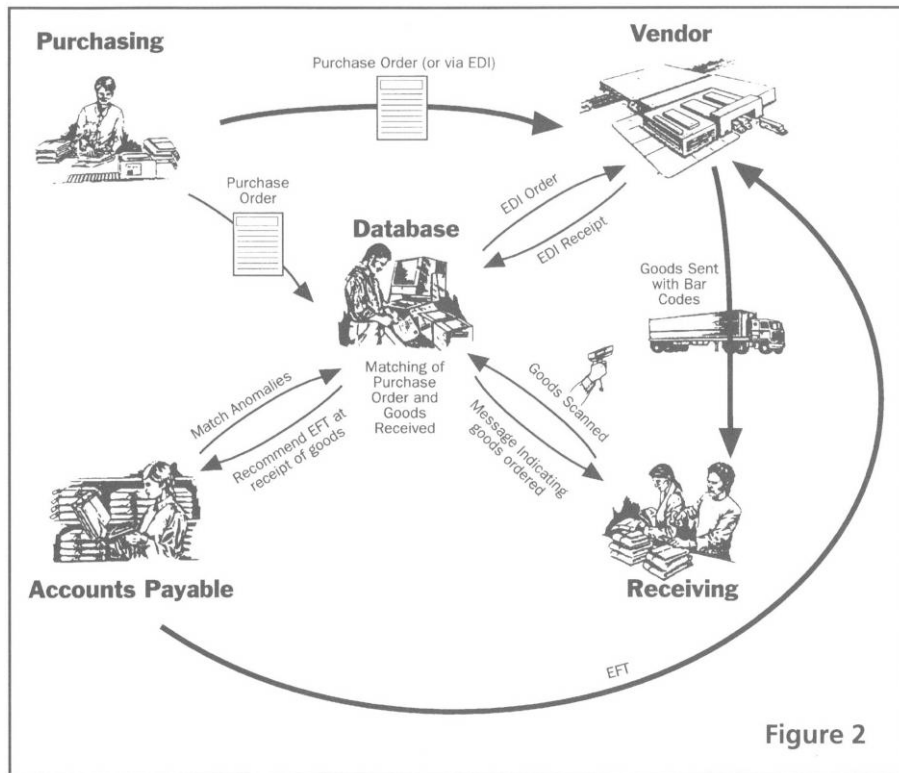 Purchasing
Vendor
Purchase Order (or via EDI)
Purchase
Order
EDI Order
EDI Receipt
Database
Goods Sent
with Bar
Codes
Matching of
Purchase
Order and
Goods
Received
Match Anomalies
Recommend EFT at
receipt of goods
Goods Scanned
Message Indicating
goods ordered
Accounts Payable
Receiving
EFT
Figure 2